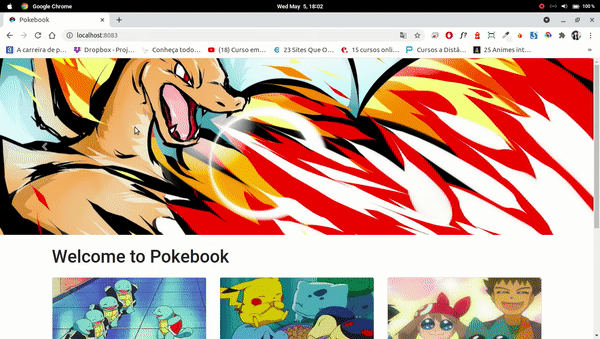 Google Chrome
Wed May 5, 18:02
100 %
Pokebook
localhost:8083
A carreira de p...
Dropbox - Proj...
Conheça todo...
(18) Curso em...
23 Sites Que O...
15 cursos onli...
Cursos a Distâ...
25 Animes int...
Welcome to Pokebook